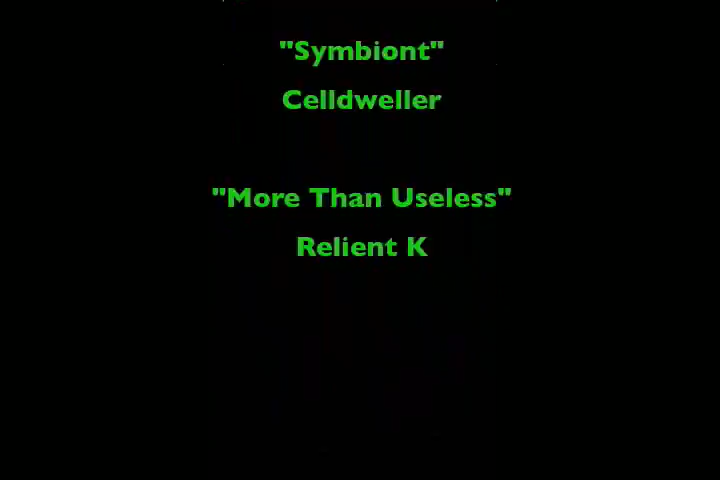 "Symbiont"
Celldweller
"More Than Useless"
Relient K